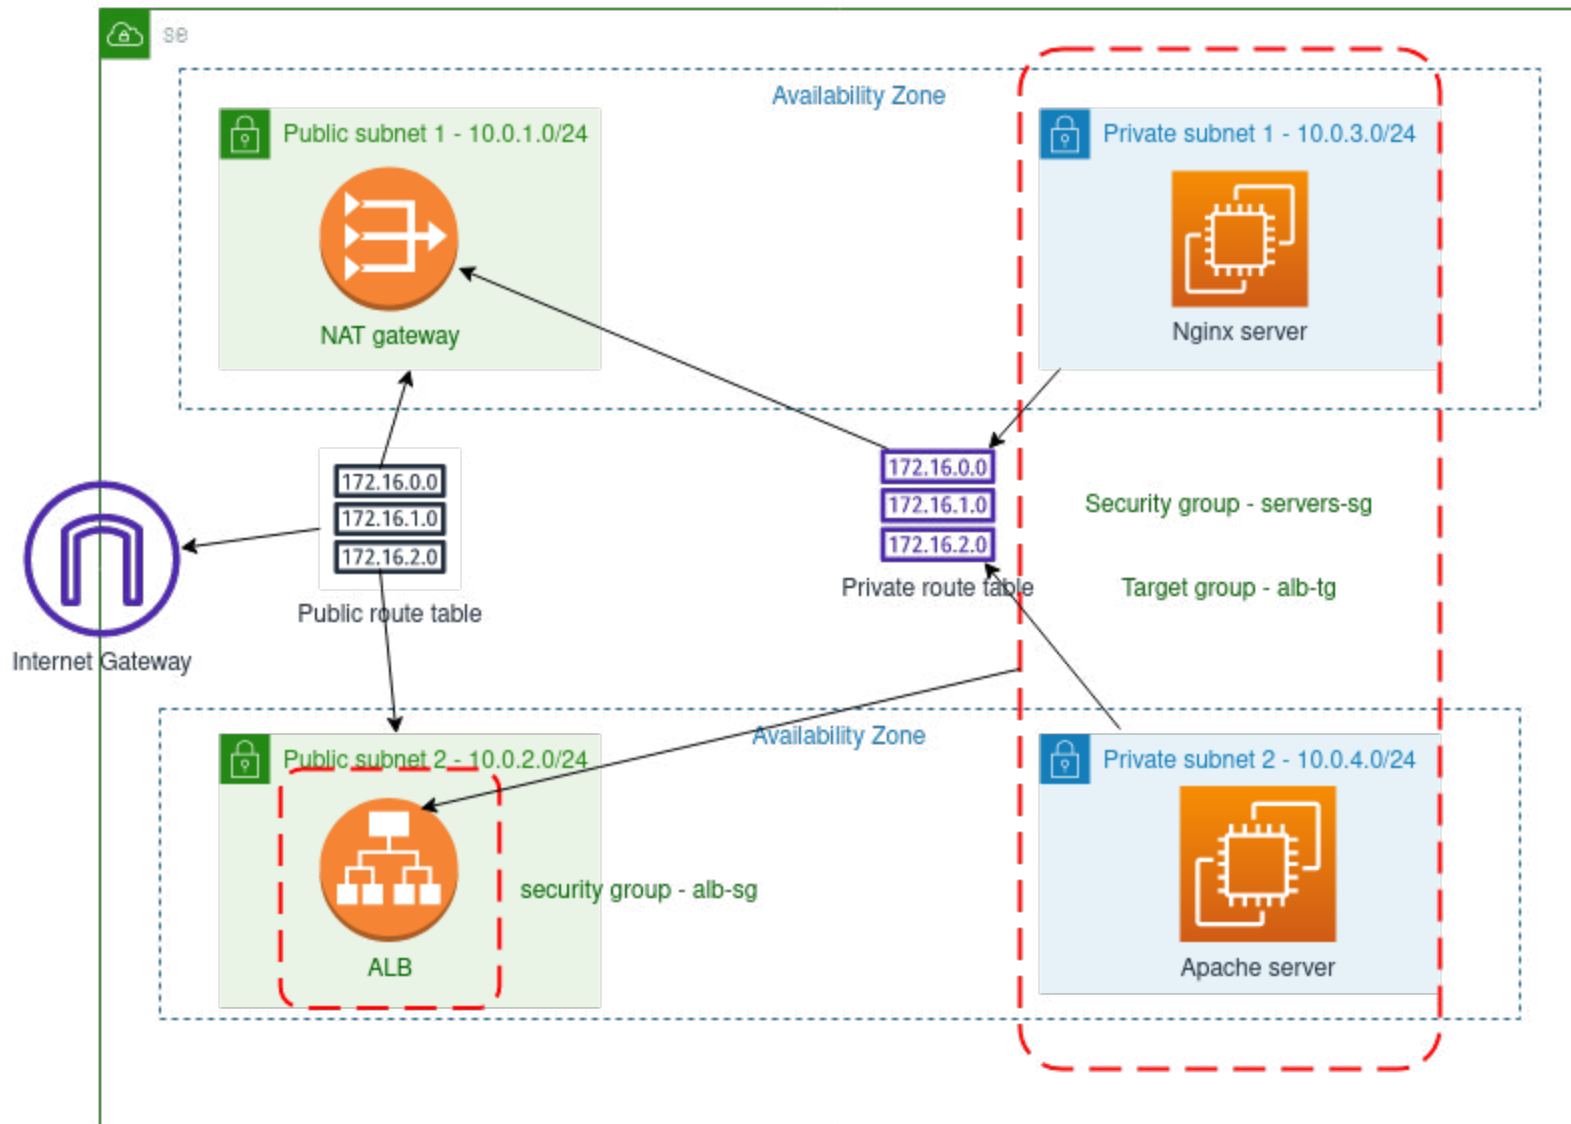 se
Availability Zone
Public subnet 1 - 10.0.1.0/24
Private subnet 1 - 10.0.3.0/24
NAT gateway
Nginx server
172.16.0.0
172.16.1.0
172.16.2.0
Public route table
172.16.0.0
172.16.1.0
172.16.2.0
Private route table
Security group - servers-sg
Target group - alb-tg
Internet Gateway
Availability Zone
Public subnet 2 - 10.0.2.0/24
Private subnet 2 - 10.0.4.0/24
security group - alb-sg
ALB
Apache server